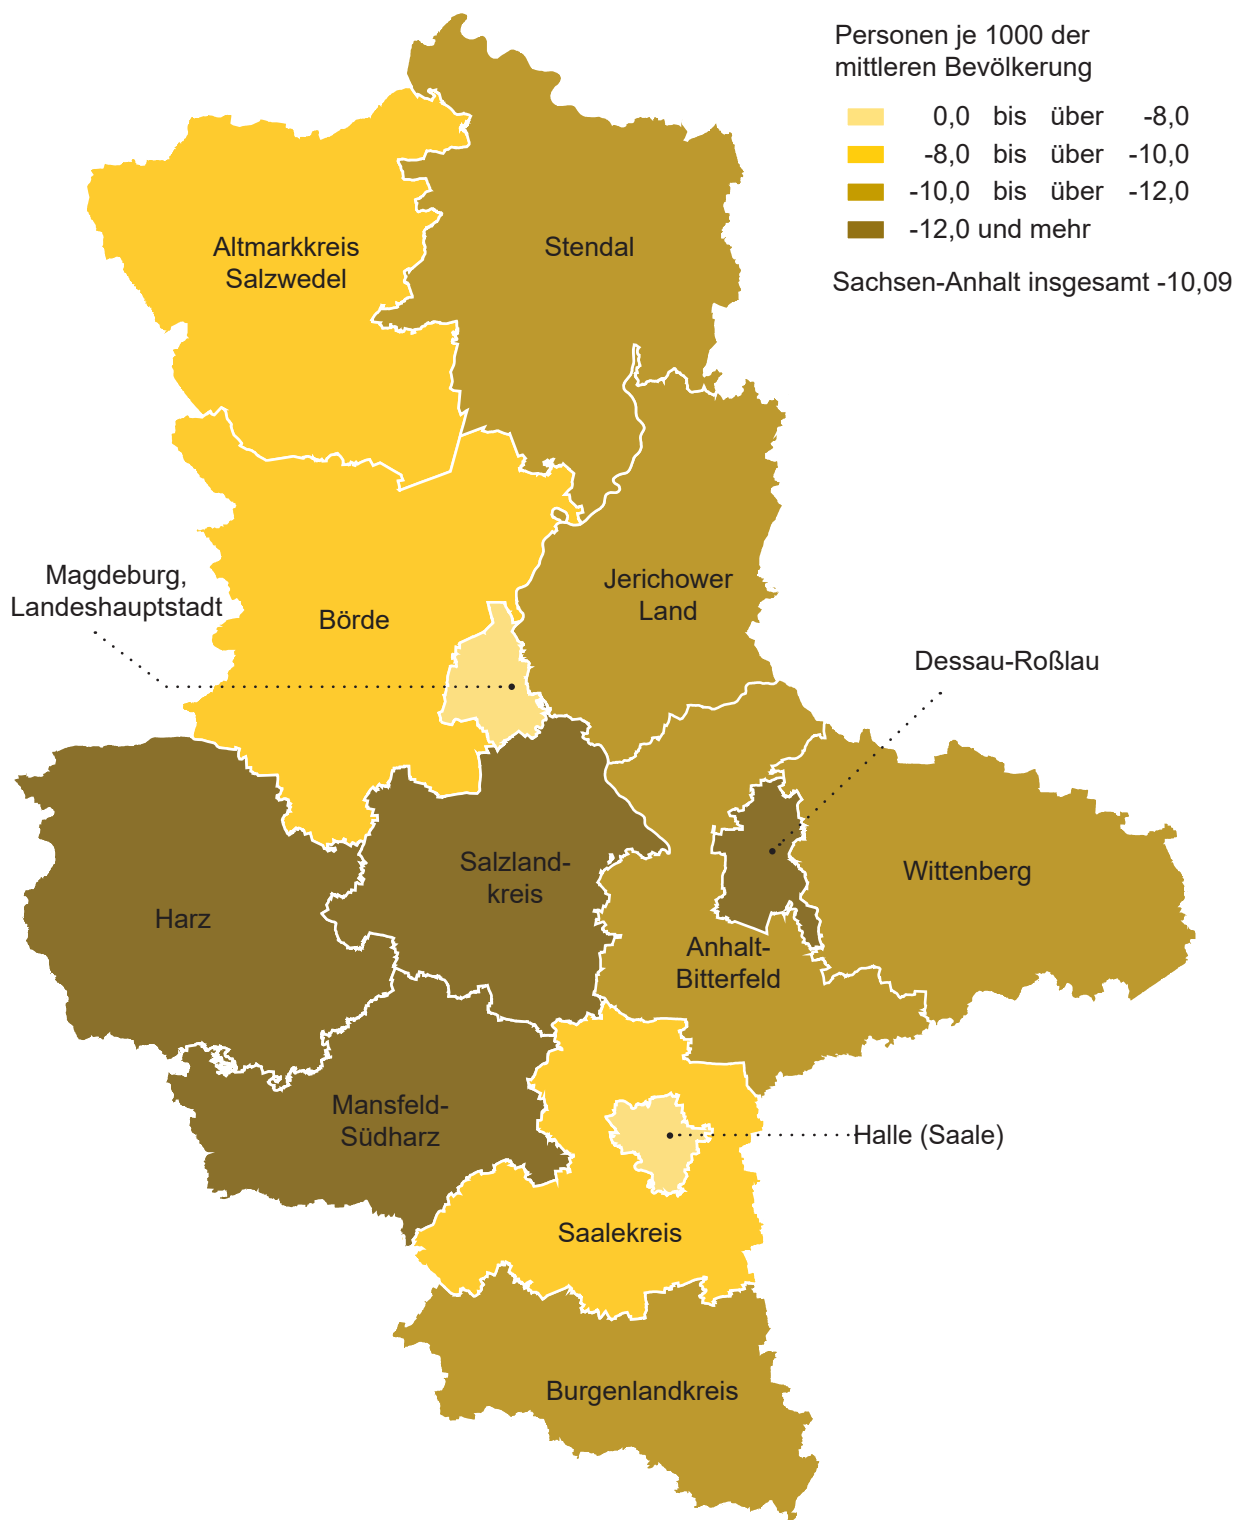 Personen je 1000 der
mittleren Bevölkerung
0,0 bis über -8,0
-8,0 bis über -10,0
-10,0 bis über -12,0
-12,0 und mehr
Sachsen-Anhalt insgesamt -10,09
Altmarkkreis
Salzwedel
Stendal
Magdeburg,
Landeshauptstadt
Börde
Jerichower
Land
Dessau-Roßlau
Harz
Salzland-
kreis
Wittenberg
Anhalt-
Bitterfeld
Mansfeld-
Südharz
Halle (Saale)
Saalekreis
Burgenlandkreis